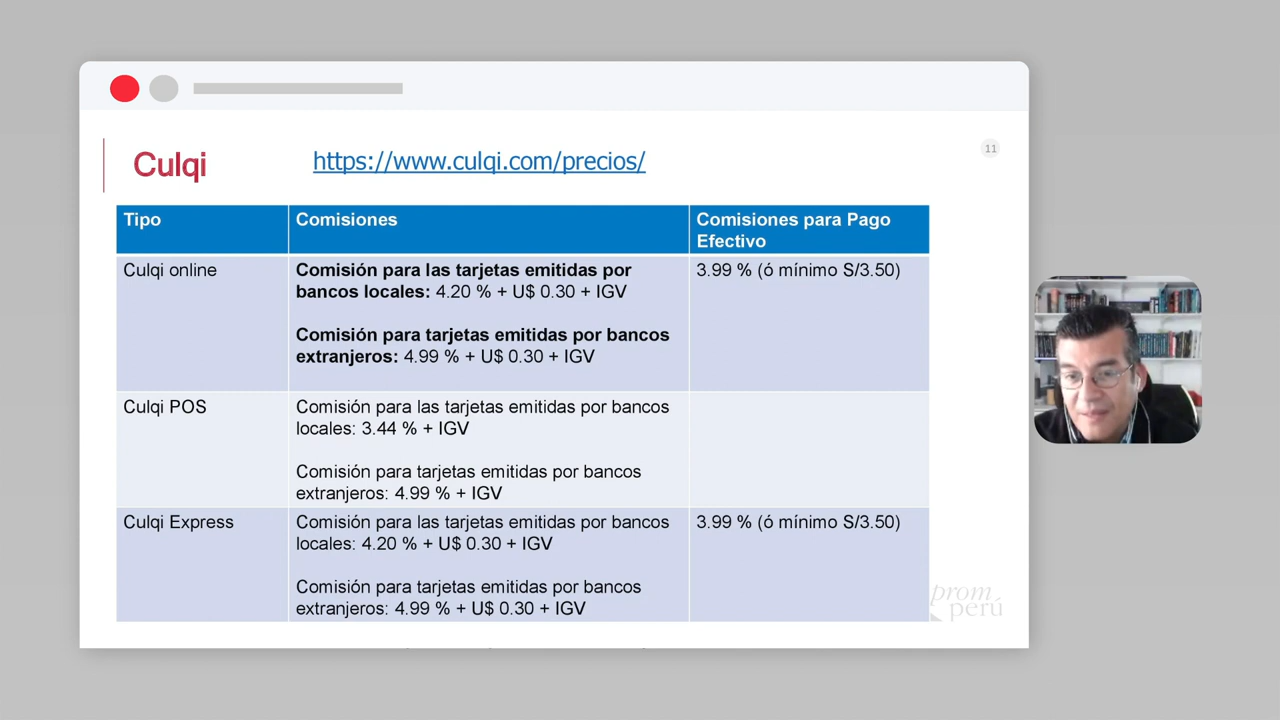 Culqi
https://www.culqi.com/precios/
11
Tipo
Comisiones
Comisiones para Pago
Efectivo
Culqi online
Comisión para las tarjetas emitidas por
bancos locales: 4.20 % + U$ 0.30 + IGV
Comisión para tarjetas emitidas por bancos
extranjeros: 4.99 % + U$ 0.30 + IGV
3.99 % (ó mínimo S/3.50)
Culqi POS
Comisión para las tarjetas emitidas por bancos
locales: 3.44 % + IGV
Comisión para tarjetas emitidas por bancos
extranjeros: 4.99 % + IGV
Culqi Express
Comisión para las tarjetas emitidas por bancos
locales: 4.20 % + U$ 0.30 + IGV
Comisión para tarjetas emitidas por bancos
extranjeros: 4.99 % + U$ 0.30 + IGV
3.99 % (ó mínimo S/3.50)
prom
perú